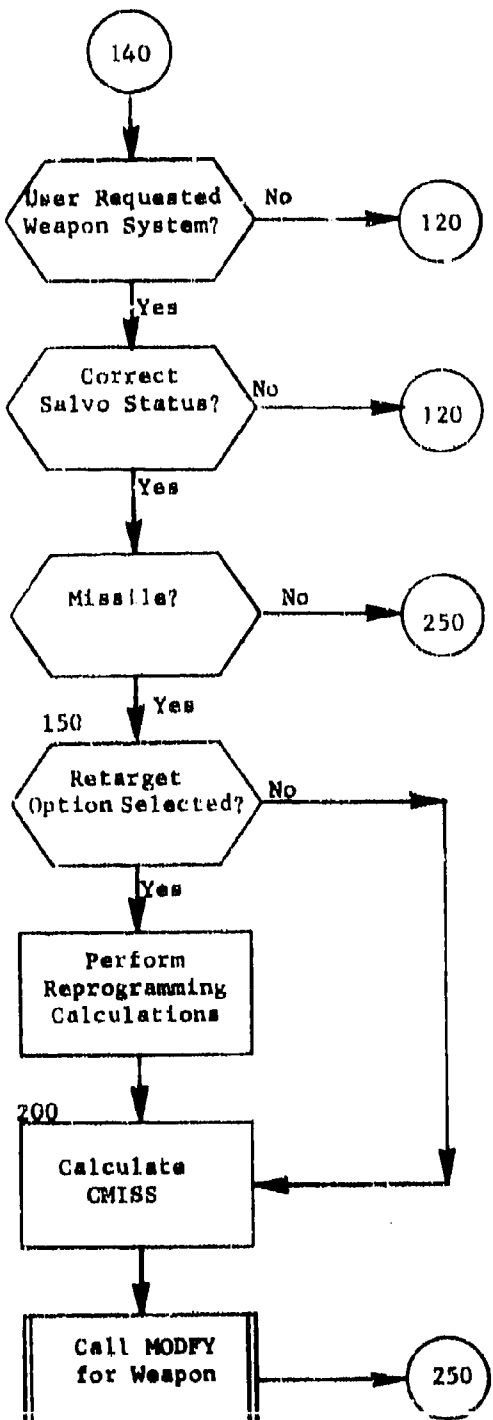 140
User Requested
Weapon System?
No
120
Yes
Correct
Salvo Status?
No
120
Yes
Missile?
No
250
Yes
150
Retarget
Option Selected?
No
Yes
Perform
Reprogramming
Calculations
200
Calculate
CMISS
Call MODFY
for Weapon
250